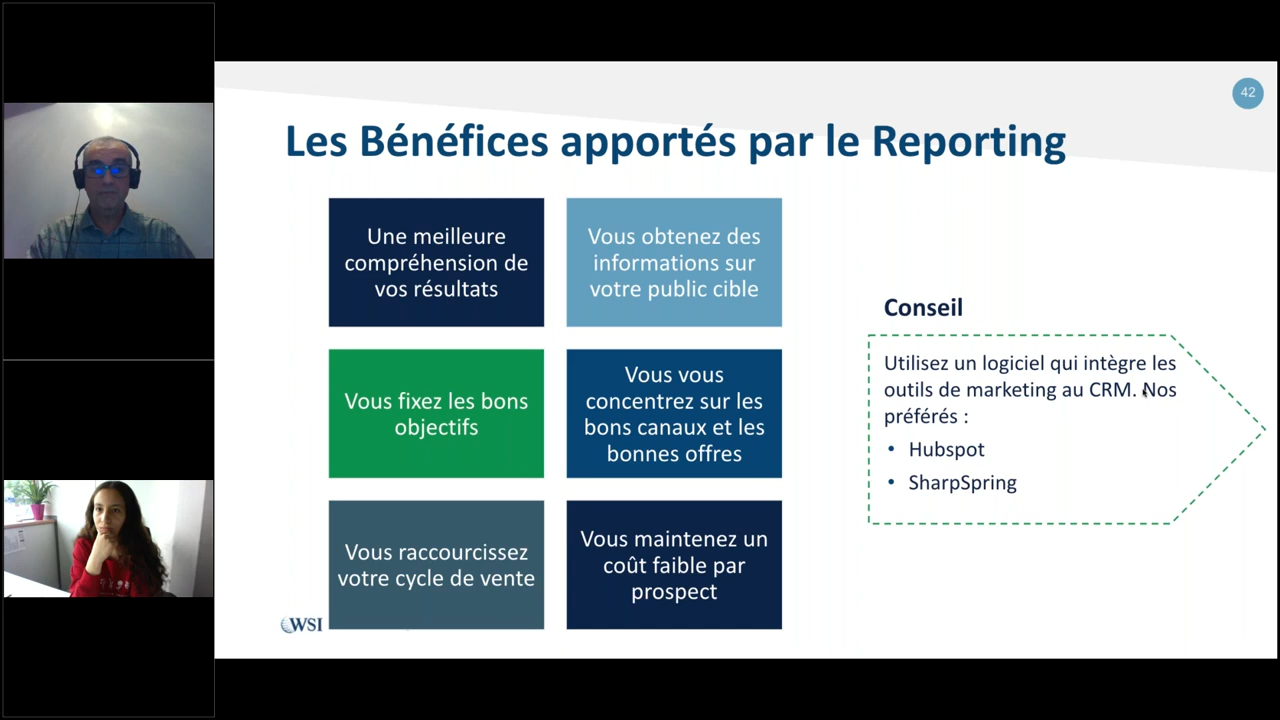 42
Les Bénéfices apportés par le Reporting
Une meilleure
compréhension de
vos résultats
Vous obtenez des
informations sur
votre public cible
Vous fixez les bons
objectifs
Vous vous
concentrez sur les
bons canaux et les
bonnes offres
Vous raccourcissez
votre cycle de vente
Vous maintenez un
coût faible par
prospect
Conseil
Utilisez un logiciel qui intègre les
outils de marketing au CRM. Nos
préférés :
• Hubspot
• SharpSpring
WSI